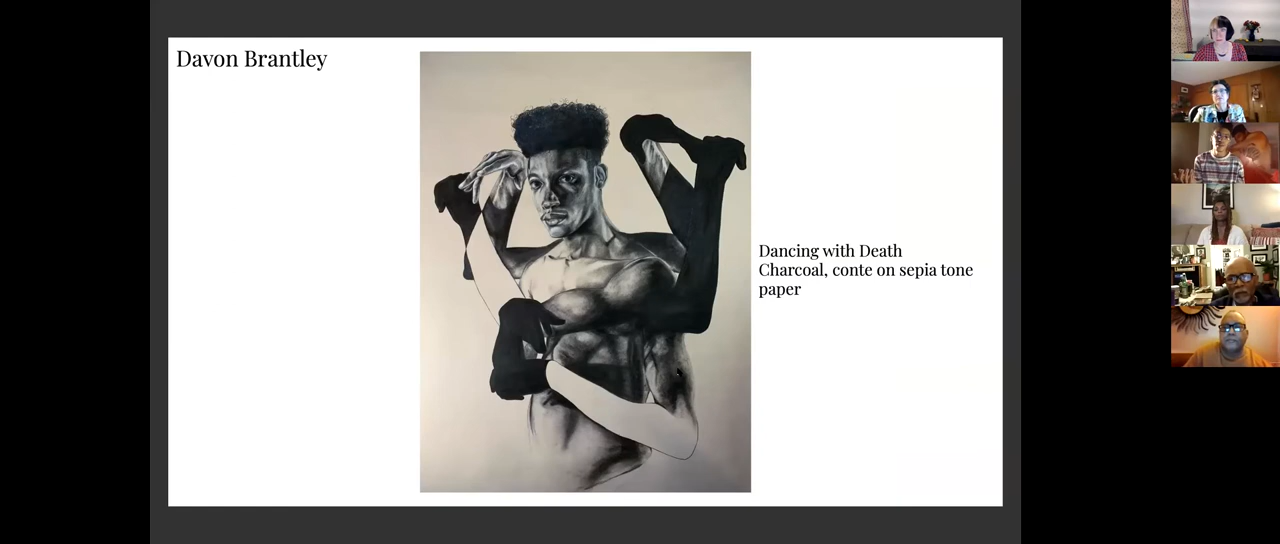 Davon Brantley
Dancing with Death
Charcoal, conte on sepia tone
paper